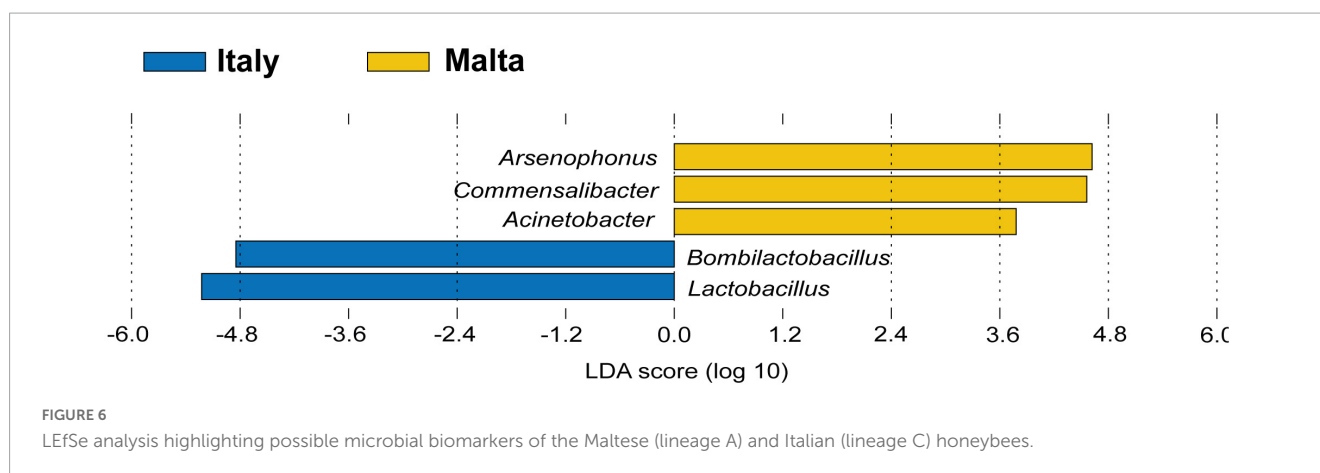 Italy Malta
Arsenophonus
Commensalibacter
Acinetobacter
Bombilactobacillus
Lactobacillus
-6.0 -4.8 -3.6 -2.4 -1.2 0.0 1.2 2.4 3.6 4.8 6.0
LDA score (log 10)
FIGURE 6
LEfSe analysis highlighting possible microbial biomarkers of the Maltese (lineage A) and Italian (lineage C) honeybees.